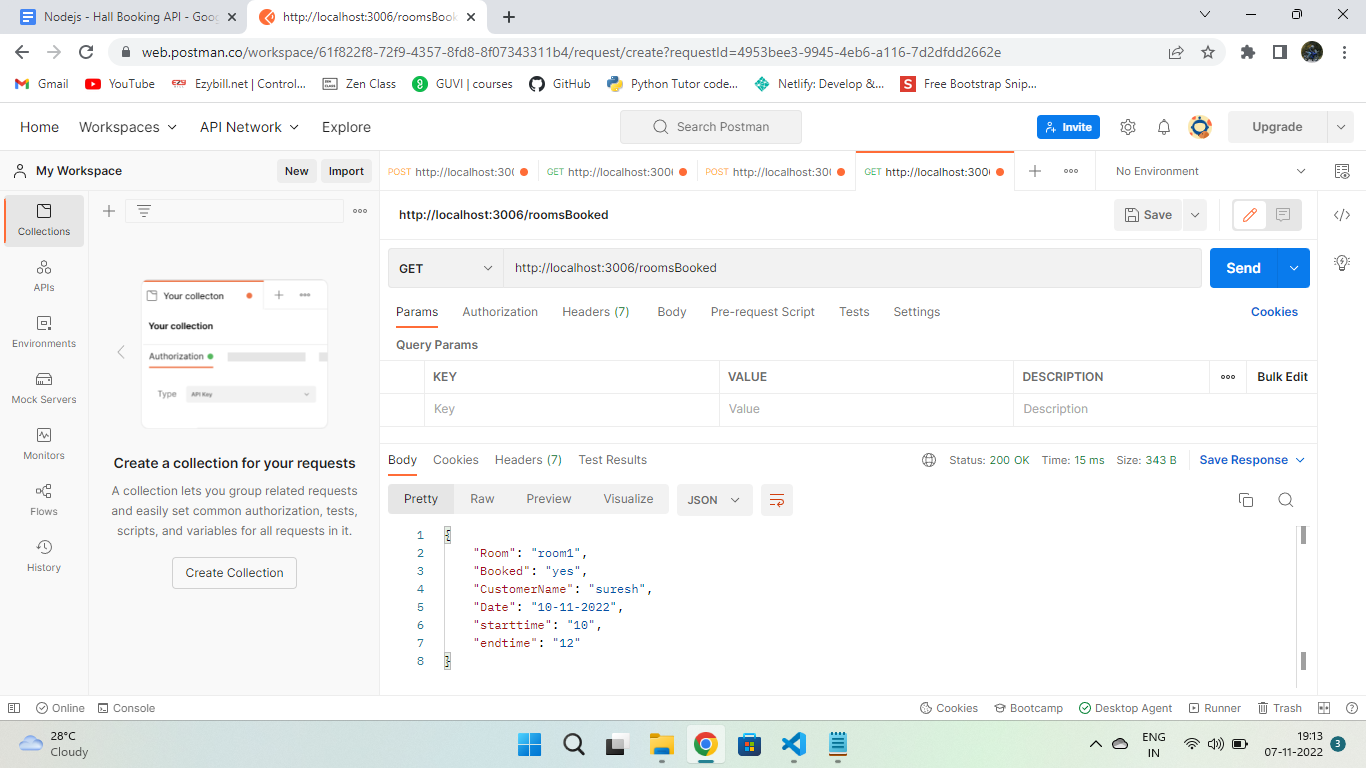 Nodejs - Hall Booking API - Goog
http://localhost:3006/roomsBook
web.postman.co/workspace/61f822f8-72f9-4357-8fd8-8f07343311b4/request/create?requestId=4953bee3-9945-4eb6-a116-7d2dfdd2662e
Gmail YouTube Ezybill.net | Control... Zen Class GUVI | courses GitHub Python Tutor code... Netlify: Develop &... Free Bootstrap Snip...
Home Workspaces API Network Explore Search Postman Invite Upgrade
My Workspace New Import POST http://localhost:300 GET http://localhost:300 POST http://localhost:300 GET http://localhost:300 No Environment
http://localhost:3006/roomsBooked Save
Collections
APIs
Environments
Mock Servers
Monitors
Flows
History
Your collecton
Your collection
Authorization
Type API Key
Create a collection for your requests
A collection lets you group related requests
and easily set common authorization, tests,
scripts, and variables for all requests in it.
Create Collection
GET http://localhost:3006/roomsBooked Send
Params Authorization Headers (7) Body Pre-request Script Tests Settings Cookies
Query Params
KEY VALUE DESCRIPTION Bulk Edit
Key Value Description
Body Cookies Headers (7) Test Results Status: 200 OK Time: 15 ms Size: 343 B Save Response
Pretty Raw Preview Visualize JSON
1 {
2 "Room": "room1",
3 "Booked": "yes",
4 "CustomerName": "suresh",
5 "Date": "10-11-2022",
6 "starttime": "10",
7 "endtime": "12"
8 }
Online Console Cookies Bootcamp Desktop Agent Runner Trash
28°C
Cloudy
ENG
IN
19:13
07-11-2022
3